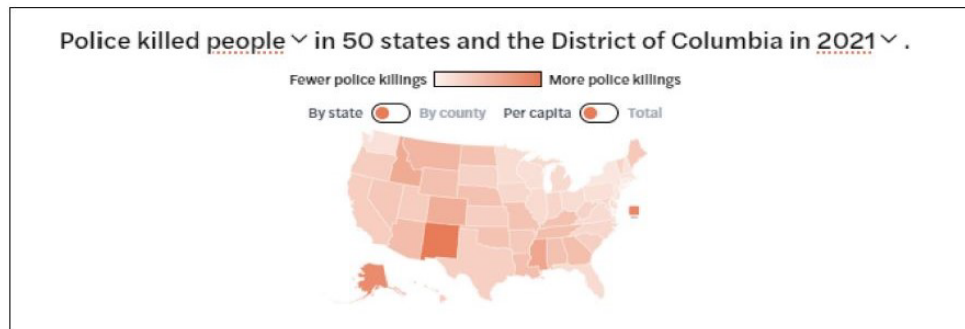 Police killed people in 50 states and the District of Columbia in 2021 .
Fewer police killings More police killings
By state By county Per capita Total